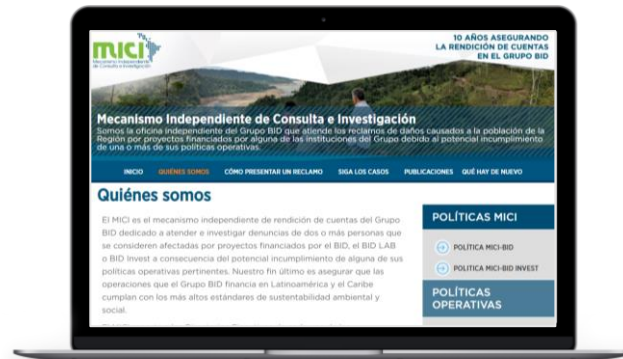 mici
Mecanismo Independiente
de Consulta e Investigación
10 AÑOS ASEGURANDO
LA RENDICIÓN DE CUENTAS
EN EL GRUPO BID
Mecanismo Independiente de Consulta e Investigación
Somos la oficina independiente del Grupo BID que atiende los reclamos de daños causados a la población de la
Región por proyectos financiados por alguna de las instituciones del Grupo debido al potencial incumplimiento
de una o más de sus políticas operativas.
INICIO QUIÉNES SOMOS CÓMO PRESENTAR UN RECLAMO SIGA LOS CASOS PUBLICACIONES QUÉ HAY DE NUEVO
Quiénes somos
El MICI es el mecanismo independiente de rendición de cuentas del Grupo
BID dedicado a atender e investigar denuncias de dos o más personas que
se consideren afectadas por proyectos financiados por el BID, el BID LAB
o BID Invest a consecuencia del potencial incumplimiento de alguna de sus
políticas operativas pertinentes. Nuestro fin último es asegurar que las
operaciones que el Grupo BID financia en Latinoamérica y el Caribe
cumplan con los más altos estándares de sustentabilidad ambiental y
social.
POLÍTICAS MICI
POLÍTICA MICI-BID
POLITICA MICI-BID INVEST
POLÍTICAS
OPERATIVAS